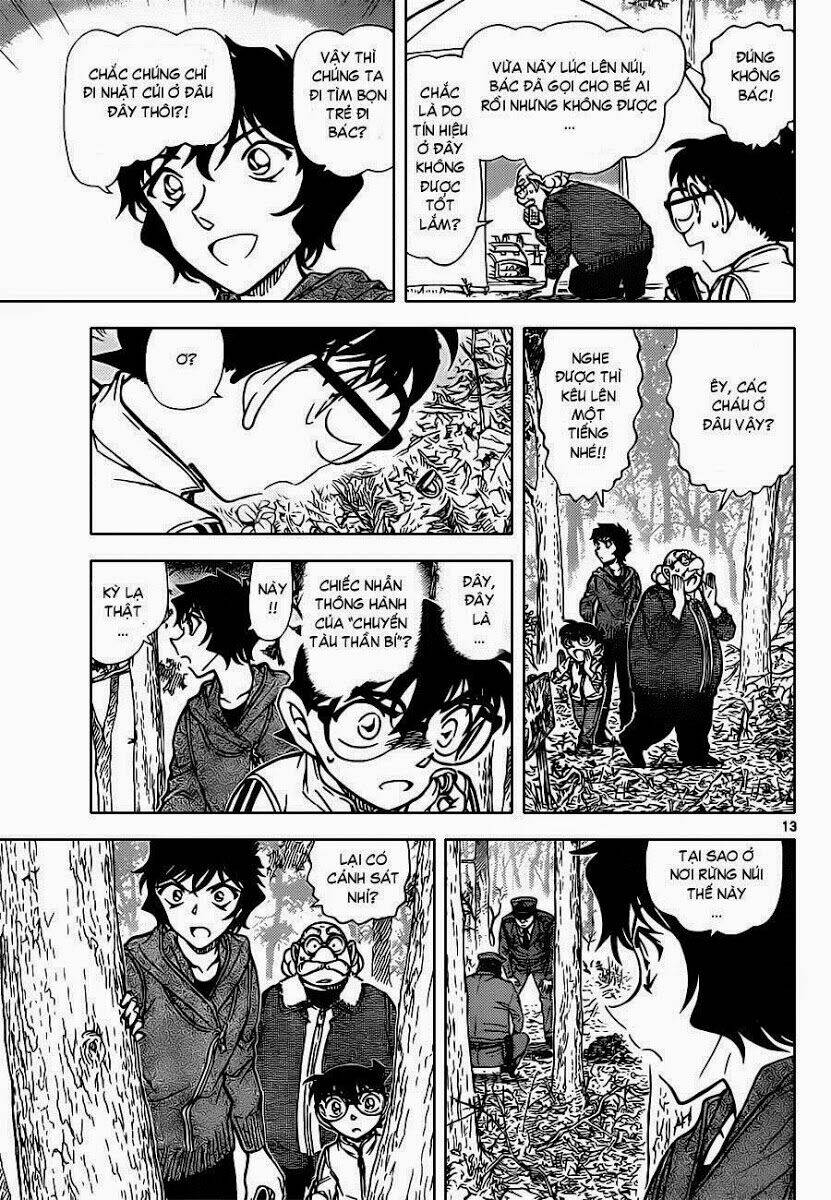 ĐÚNG
KHÔNG
BÁC!
VỪA NÃY LÚC LÊN NÚI,
BÁC ĐÃ GỌI CHO BÉ AI
RỒI NHƯNG KHÔNG ĐƯỢC
...
CHẮC
LÀ DO
TÍN HIỆU
Ở ĐÂY
KHÔNG
ĐƯỢC
TỐT
LẮM?
VẬY THÌ
CHÚNG TA
ĐI TÌM BỌN
TRẺ ĐI
BÁC?
CHẮC CHÚNG CHỈ
ĐI NHẶT CỦI Ở ĐÂU
ĐÂY THÔI?!
ÊY, CÁC
CHÁU Ở
ĐÂU VẬY?
NGHE
ĐƯỢC THÌ
KÊU LÊN
MỘT
TIẾNG
NHÉ!!
Ơ?
ĐÂY,
ĐÂY
LÀ
...
CHIẾC NHẪN
THÔNG HÀNH
CỦA "CHUYẾN
TÀU THẦN BÍ"?
NÀY
!!
KỲ LẠ
THẬT
...
13
TẠI SAO Ở
NƠI RỪNG NÚI
THẾ NÀY
...
LẠI CÓ
CẢNH SÁT
NHỈ?